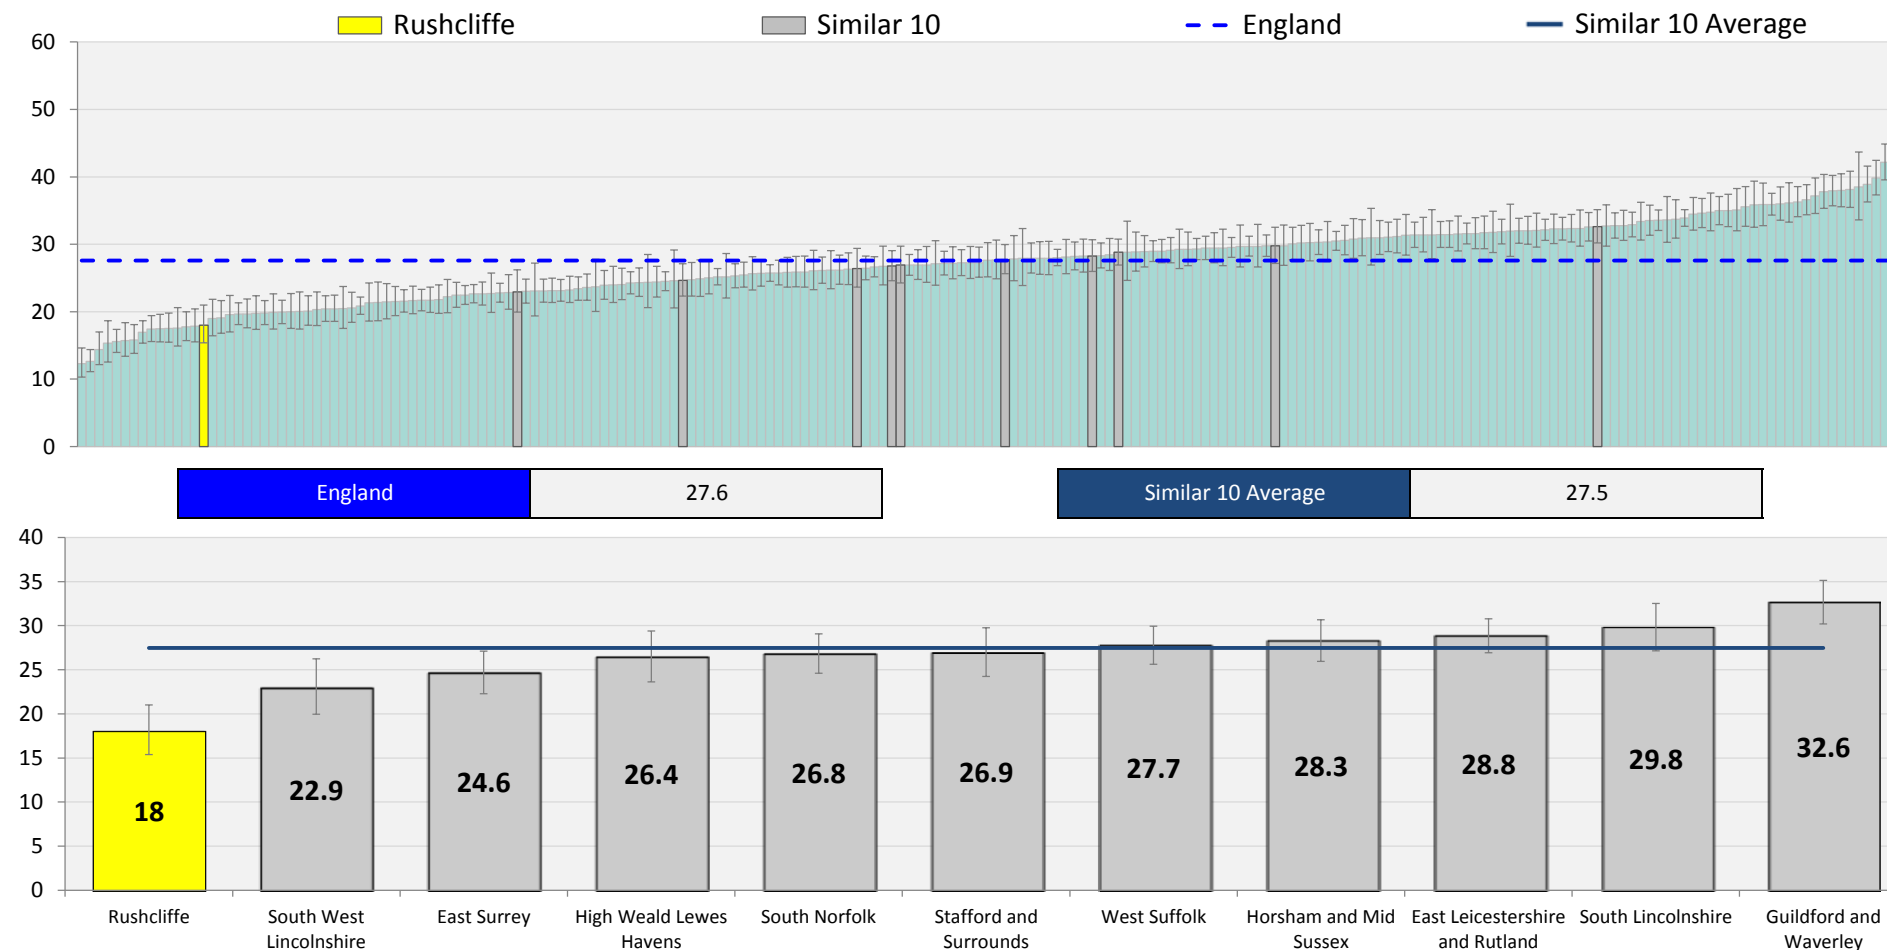 Rushcliffe
Similar 10
England
Similar 10 Average
60
50
40
30
20
10
0
England
27.6
Similar 10 Average
27.5
40
35
30
25
20
15
10
5
0
18
22.9
24.6
26.4
26.8
26.9
27.7
28.3
28.8
29.8
32.6
Rushcliffe
South West
Lincolnshire
East Surrey
High Weald Lewes
Havens
South Norfolk
Stafford and
Surrounds
West Suffolk
Horsham and Mid
Sussex
East Leicestershire
and Rutland
South Lincolnshire
Guildford and
Waverley